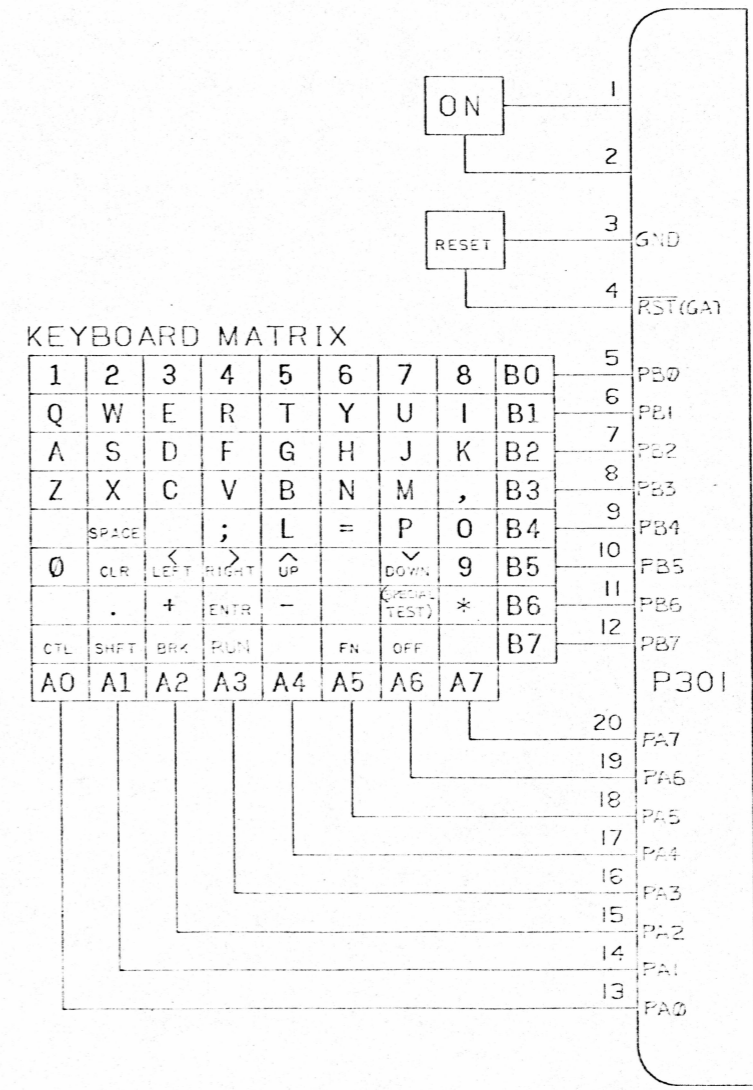 1
ON
2
3
GND
RESET
4
RST(GA)
KEYBOARD MATRIX
1 2 3 4 5 6 7 8 B0 5 PB0
Q W E R T Y U I B1 6 PB1
A S D F G H J K B2 7 PB2
Z X C V B N M , B3 8 PB3
SPACE ; L = P O B4 9 PB4
Ø CLR < LEFT > RIGHT ^ UP ⌄ DOWN 9 B5 10 PB5
. + ENTR - (SPECIAL TEST) * B6 11 PB6
CTL SHFT BRK RUN FN OFF B7 12 PB7
A0 A1 A2 A3 A4 A5 A6 A7 P301
20 PA7
19 PA6
18 PA5
17 PA4
16 PA3
15 PA2
14 PA1
13 PAØ